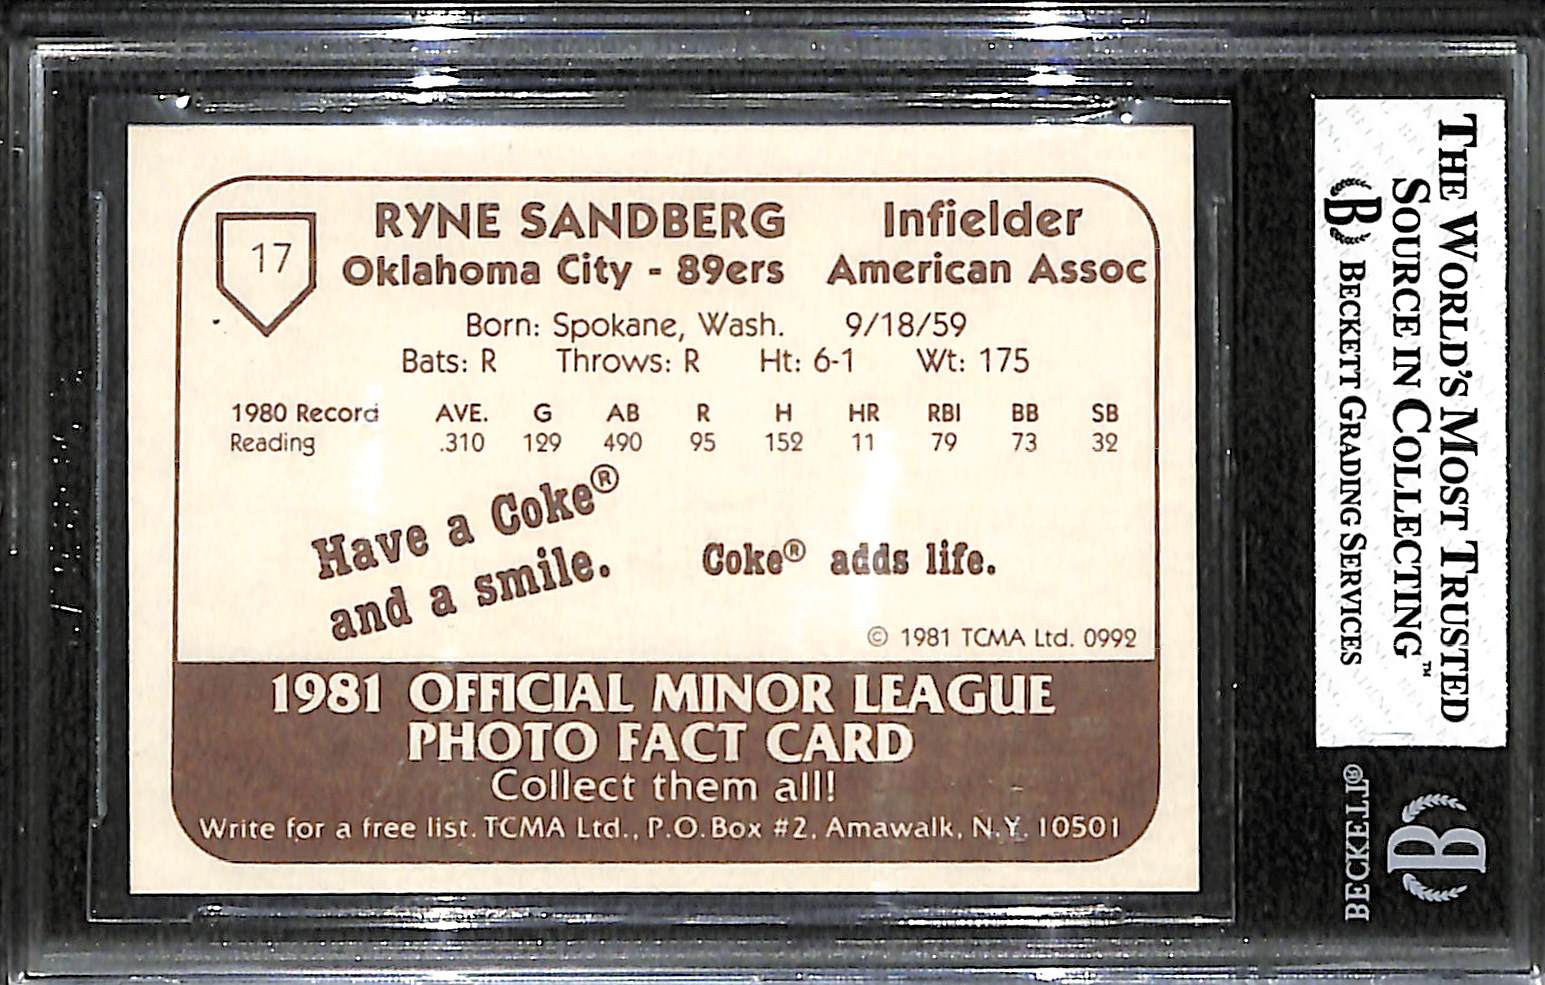 17
RYNE SANDBERG Infielder
Oklahoma City - 89ers American Assoc
Born: Spokane, Wash. 9/18/59
Bats: R Throws: R Ht: 6-1 Wt: 175
1980 Record AVE. G AB R H HR RBI BB SB
Reading .310 129 490 95 152 11 79 73 32
Have a Coke®
and a smile.
Coke® adds life.
© 1981 TCMA Ltd. 0992
1981 OFFICIAL MINOR LEAGUE
PHOTO FACT CARD
Collect them all!
Write for a free list. TCMA Ltd., P.O. Box #2, Amawalk, N.Y. 10501
THE WORLD'S MOST TRUSTED
SOURCE IN COLLECTING™
B BECKETT GRADING SERVICES
B
BECKETT®